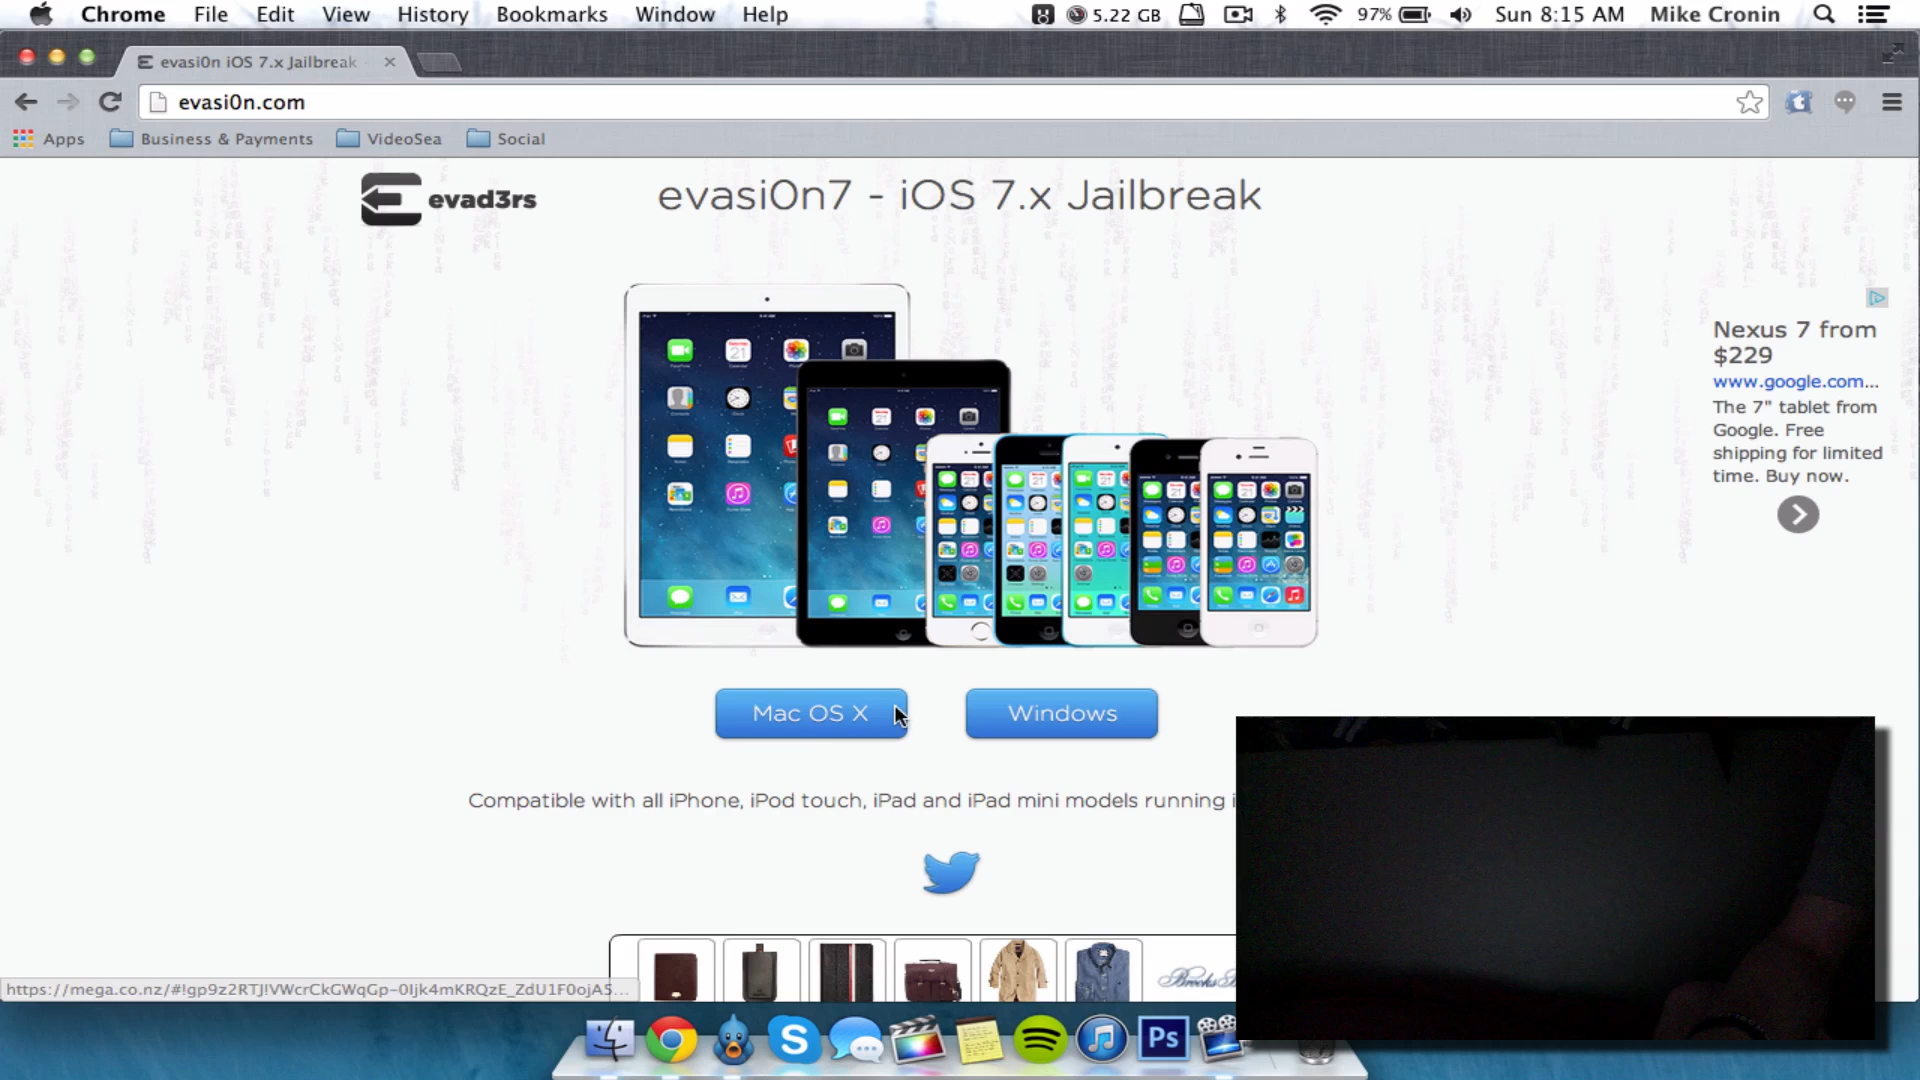 Chrome File Edit View History Bookmarks Window Help 5.22 GB 97% Sun 8:15 AM Mike Cronin
evasi0n iOS 7.x Jailbreak
evasi0n.com
Apps Business & Payments VideoSea Social
evad3rs
evasi0n7 - iOS 7.x Jailbreak
Nexus 7 from
$229
www.google.com...
The 7" tablet from
Google. Free
shipping for limited
time. Buy now.
Mac OS X Windows
Compatible with all iPhone, iPod touch, iPad and iPad mini models running i
Brooks B
https://mega.co.nz/#!gp9z2RTJ!VWcrCkGWqGp-0Ijk4mKRQzE_ZdU1F0ojA5...
Ps